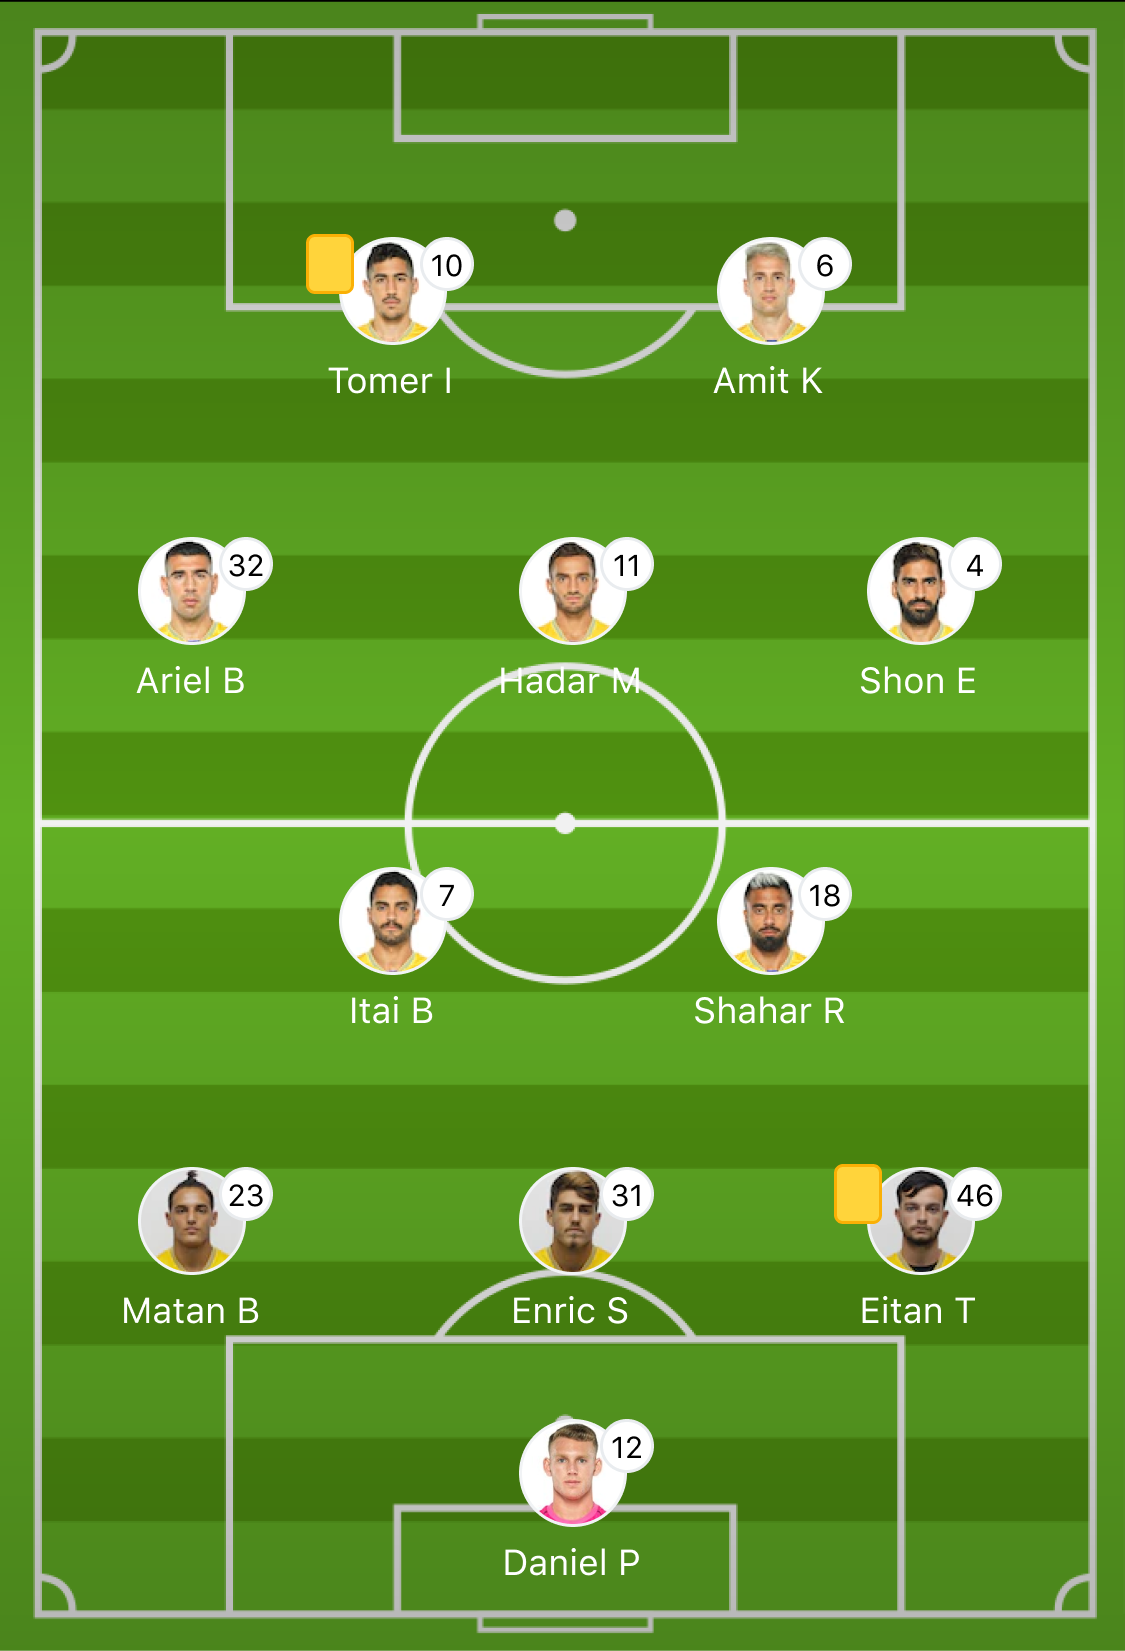 10
6
Tomer I
Amit K
32
11
4
Ariel B
Hadar M
Shon E
7
18
Itai B
Shahar R
23
31
46
Matan B
Enric S
Eitan T
12
Daniel P